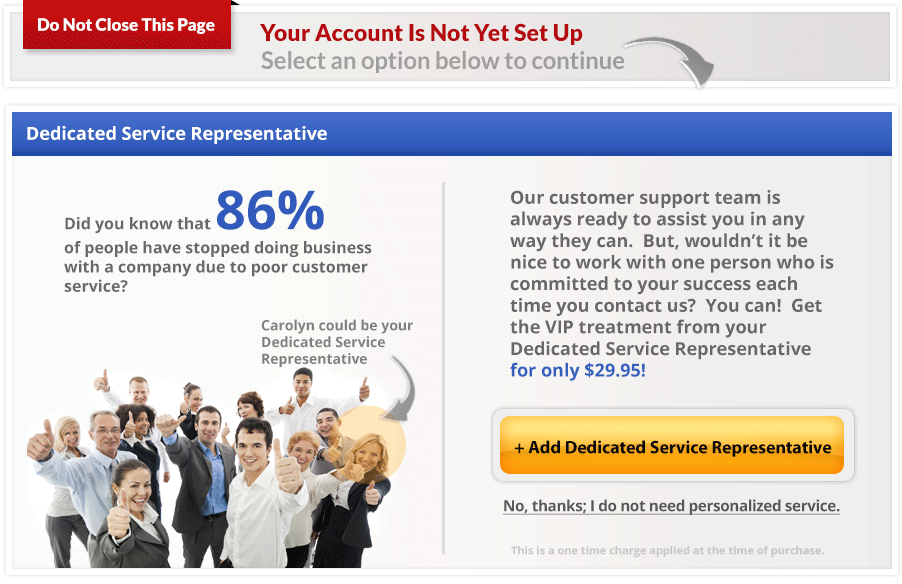 Do Not Close This Page
Your Account Is Not Yet Set Up
Select an option below to continue
Dedicated Service Representative
Did you know that 86%
of people have stopped doing business
with a company due to poor customer
service?
Carolyn could be your
Dedicated Service
Representative
Our customer support team is
always ready to assist you in any
way they can. But, wouldn't it be
nice to work with one person who is
committed to your success each
time you contact us? You can! Get
the VIP treatment from your
Dedicated Service Representative
for only $29.95!
+ Add Dedicated Service Representative
No, thanks; I do not need personalized service.
This is a one time charge applied at the time of purchase.